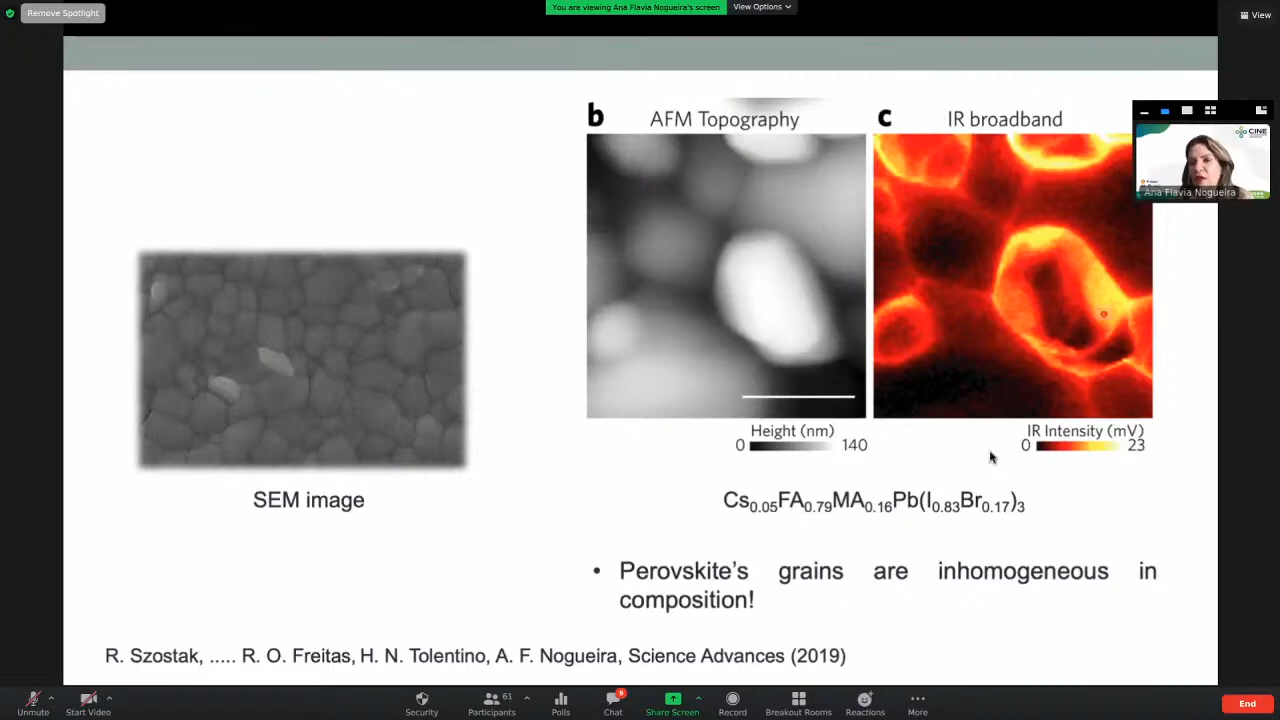 Remove Spotlight
You are viewing Ana Flavia Nogueira's screen
View Options
View
b AFM Topography
c IR broadband
CINE
Ana Flavia Nogueira
Height (nm)
0 140
IR Intensity (mV)
0 23
SEM image
Cs0.05FA0.79MA0.16Pb(I0.83Br0.17)3
• Perovskite's grains are inhomogeneous in
composition!
R. Szostak, ..... R. O. Freitas, H. N. Tolentino, A. F. Nogueira, Science Advances (2019)
Unmute
Start Video
Security
61
Participants
Polls
9
Chat
Share Screen
Record
Breakout Rooms
Reactions
More
End